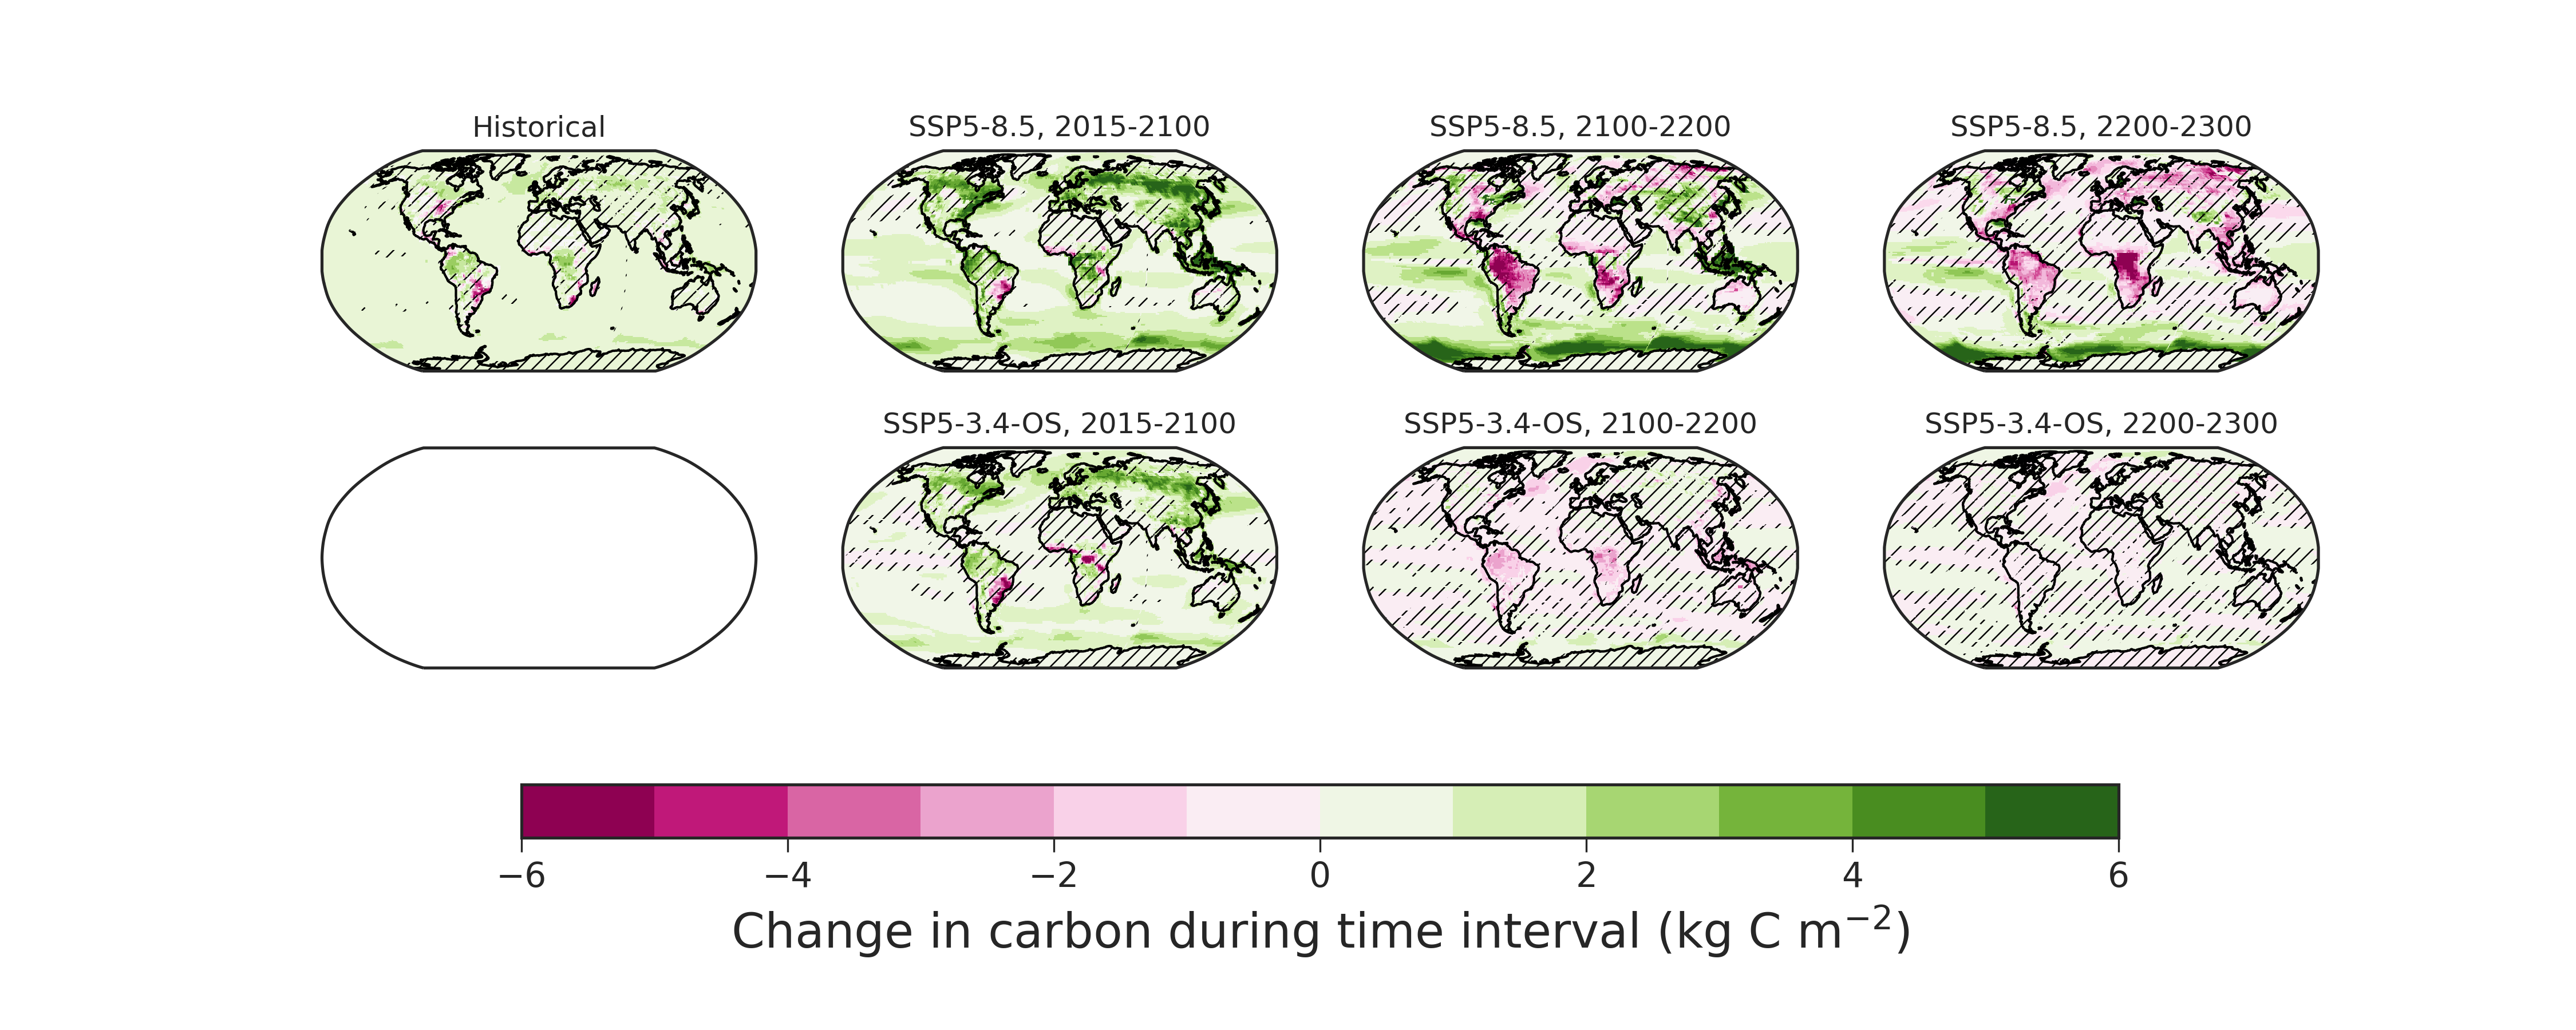 Historical
SSP5-8.5, 2015-2100
SSP5-8.5, 2100-2200
SSP5-8.5, 2200-2300
SSP5-3.4-OS, 2015-2100
SSP5-3.4-OS, 2100-2200
SSP5-3.4-OS, 2200-2300
−6 −4 −2 0 2 4 6
Change in carbon during time interval (kg C m⁻²)